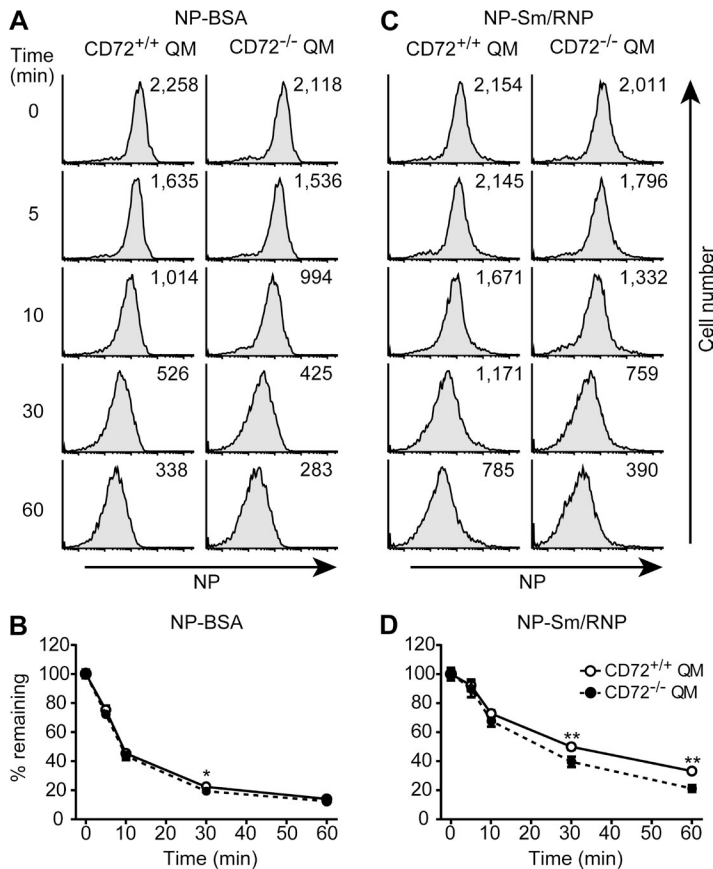 A NP-BSA C NP-Sm/RNP
Time (min) CD72+/+ QM CD72-/- QM CD72+/+ QM CD72-/- QM
0 2,258 2,118 2,154 2,011
5 1,635 1,536 2,145 1,796
10 1,014 994 1,671 1,332
30 526 425 1,171 759
60 338 283 785 390
Cell number
NP NP
B NP-BSA
% remaining
120
100
80
60
40
20
0
*
0 10 20 30 40 50 60
Time (min)
D NP-Sm/RNP
120
100
80
60
40
20
0
CD72+/+ QM
CD72-/- QM
** **
0 10 20 30 40 50 60
Time (min)